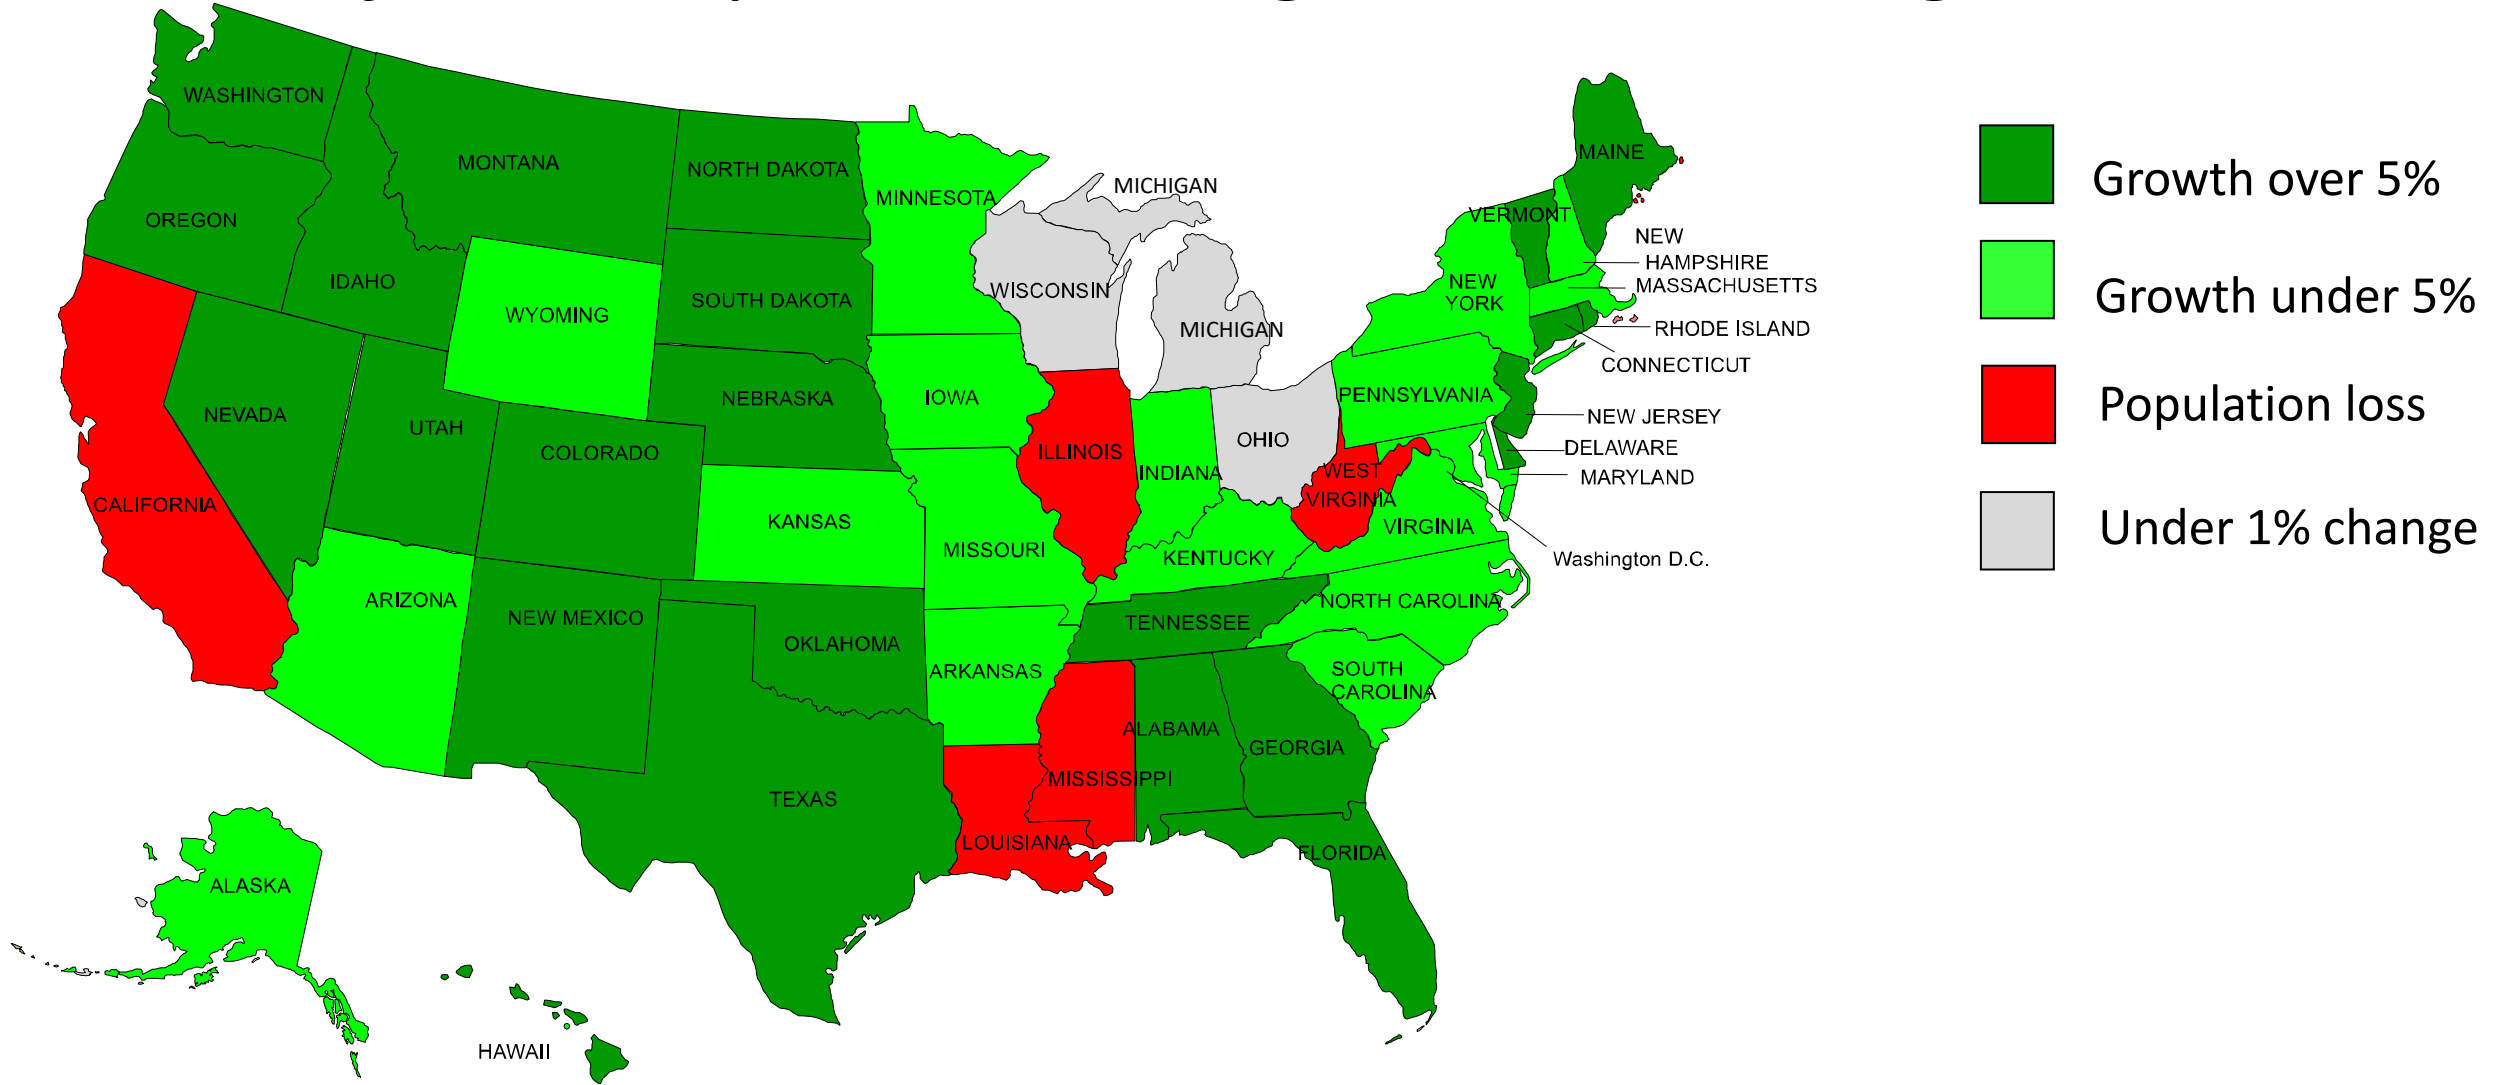 WASHINGTON
OREGON
CALIFORNIA
NEVADA
IDAHO
MONTANA
WYOMING
UTAH
COLORADO
ARIZONA
NEW MEXICO
NORTH DAKOTA
SOUTH DAKOTA
NEBRASKA
KANSAS
OKLAHOMA
TEXAS
MINNESOTA
IOWA
MISSOURI
ARKANSAS
LOUISIANA
WISCONSIN
ILLINOIS
MICHIGAN
MICHIGAN
INDIANA
OHIO
KENTUCKY
TENNESSEE
MISSISSIPPI
ALABAMA
GEORGIA
FLORIDA
SOUTH
CAROLINA
NORTH CAROLINA
VIRGINIA
WEST
VIRGINIA
PENNSYLVANIA
NEW
YORK
VERMONT
MAINE
NEW
HAMPSHIRE
MASSACHUSETTS
RHODE ISLAND
CONNECTICUT
NEW JERSEY
DELAWARE
MARYLAND
Washington D.C.
ALASKA
HAWAII
Growth over 5%
Growth under 5%
Population loss
Under 1% change